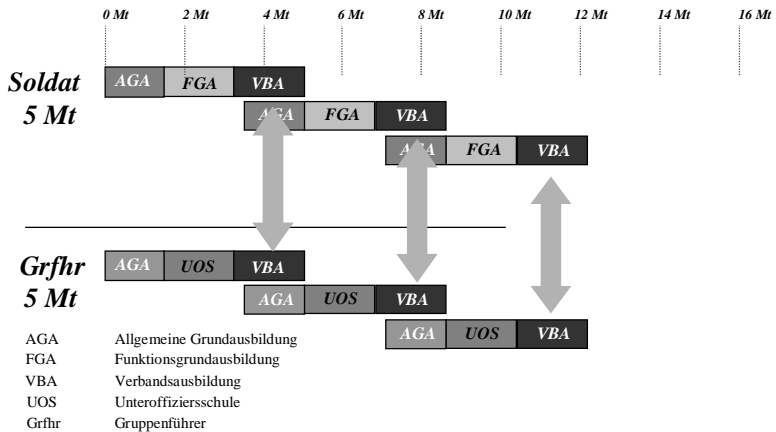 0 Mt 2 Mt 4 Mt 6 Mt 8 Mt 10 Mt 12 Mt 14 Mt 16 Mt
Soldat
5 Mt
AGA FGA VBA
AGA FGA VBA
AGA FGA VBA
Grfhr
5 Mt
AGA UOS VBA
AGA UOS VBA
AGA UOS VBA
AGA Allgemeine Grundausbildung
FGA Funktionsgrundausbildung
VBA Verbandsausbildung
UOS Unteroffiziersschule
Grfhr Gruppenführer